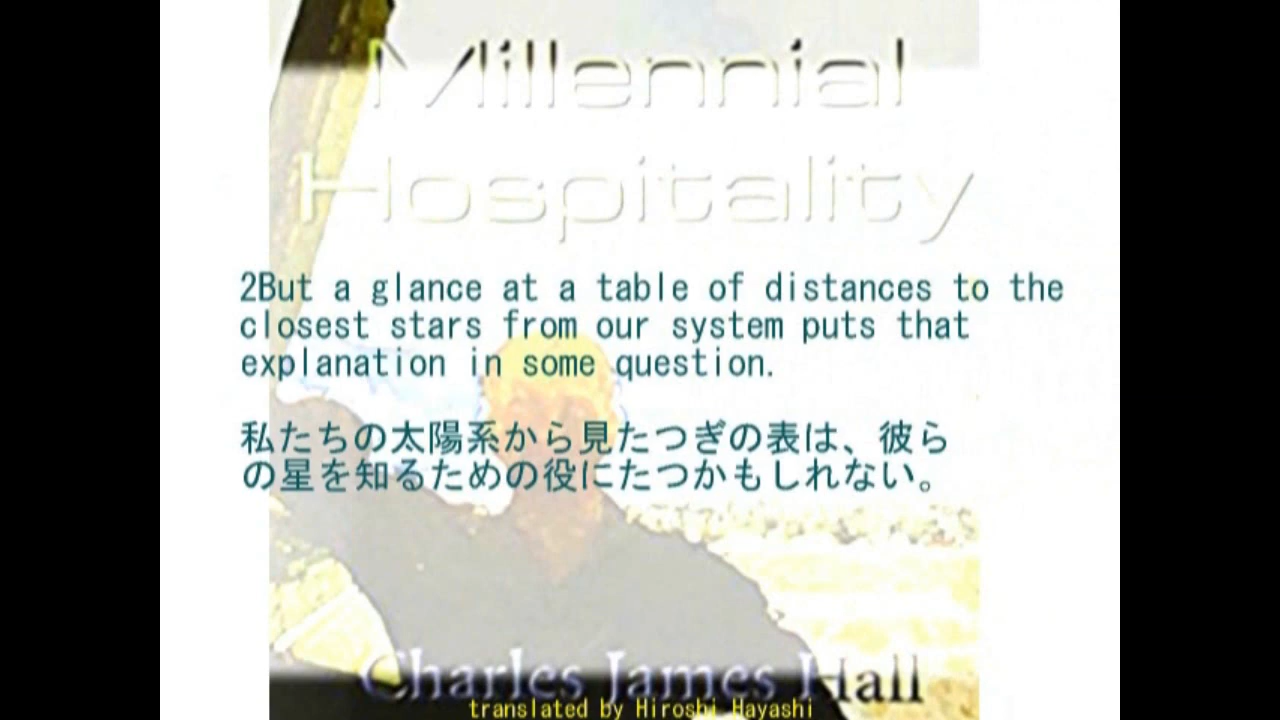 Millennial
Hospitality
2But a glance at a table of distances to the
closest stars from our system puts that
explanation in some question.
私たちの太陽系から見たつぎの表は、彼ら
の星を知るための役にたつかもしれない。
Charles James Hall
translated by Hiroshi Hayashi